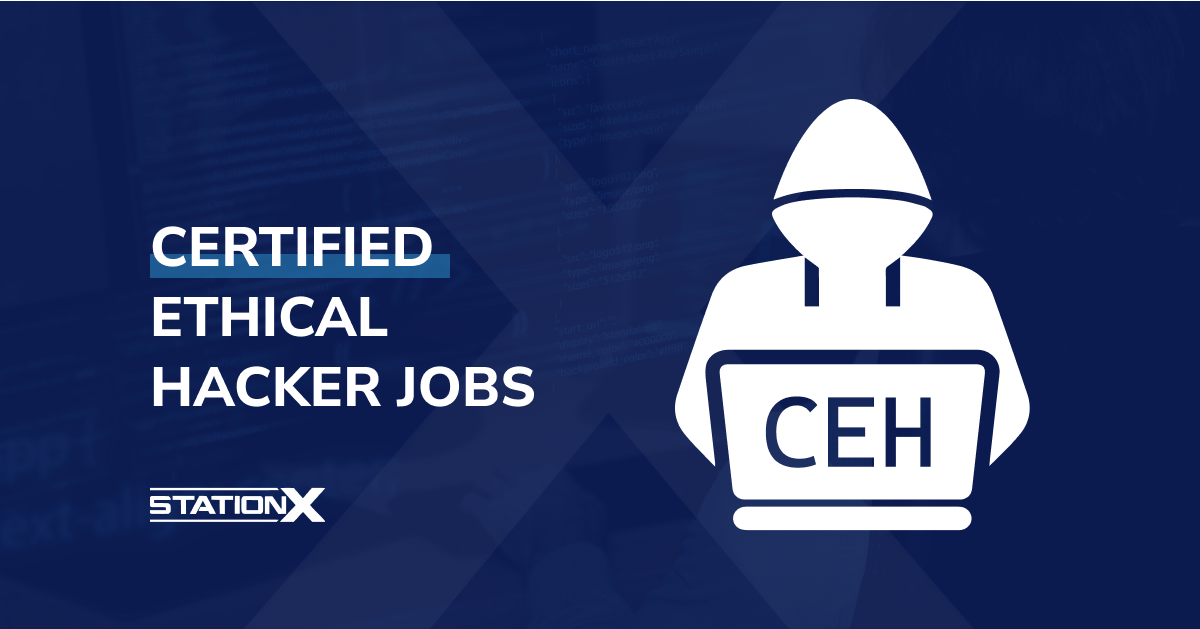 CERTIFIED
ETHICAL
HACKER JOBS
STATIONX
CEH